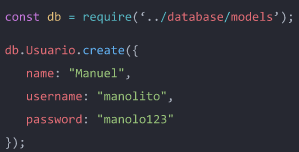 const db = require(‘../database/models’);
db.Usuario.create({
name: "Manuel",
username: "manolito",
password: "manolo123"
});